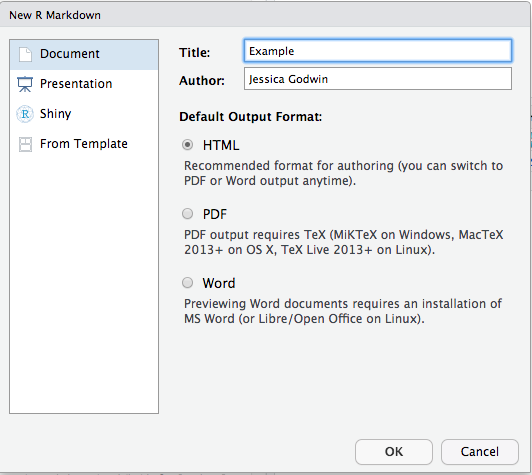 New R Markdown
Document
Presentation
R Shiny
From Template
Title: Example
Author: Jessica Godwin
Default Output Format:
HTML
Recommended format for authoring (you can switch to
PDF or Word output anytime).
PDF
PDF output requires TeX (MiKTeX on Windows, MacTeX
2013+ on OS X, TeX Live 2013+ on Linux).
Word
Previewing Word documents requires an installation of
MS Word (or Libre/Open Office on Linux).
OK Cancel